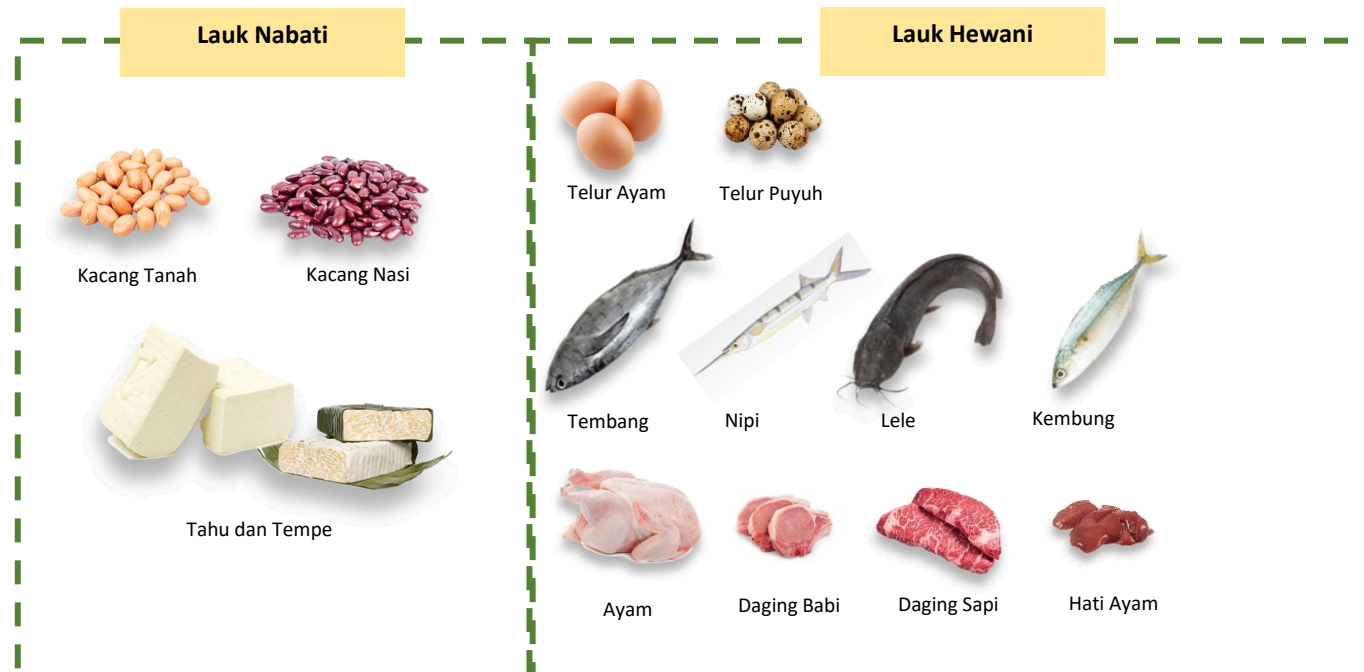 Lauk Nabati
Kacang Tanah
Kacang Nasi
Tahu dan Tempe
Lauk Hewani
Telur Ayam
Telur Puyuh
Tembang
Nipi
Lele
Kembung
Ayam
Daging Babi
Daging Sapi
Hati Ayam